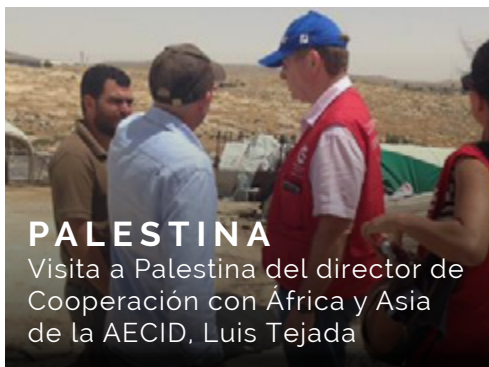 PALESTINA
Visita a Palestina del director de
Cooperación con África y Asia
de la AECID, Luis Tejada